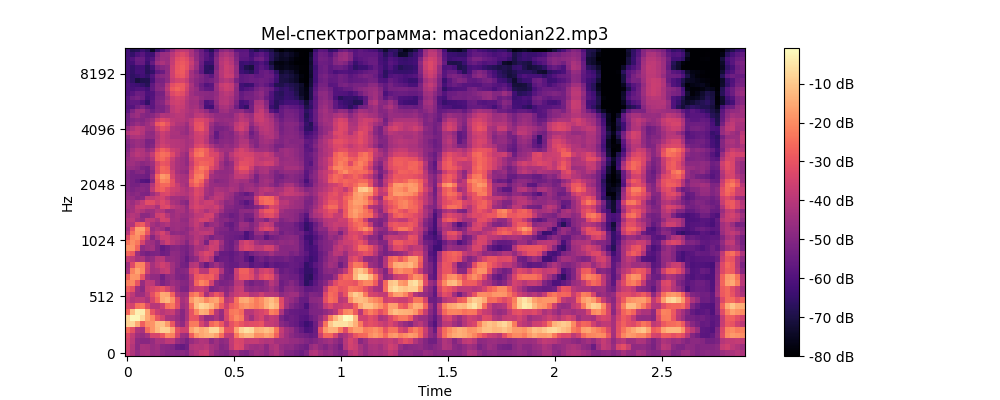 Mel-спектрограмма: macedonian22.mp3
8192
4096
2048
1024
512
0
Hz
0
0.5
1
1.5
2
2.5
Time
-10 dB
-20 dB
-30 dB
-40 dB
-50 dB
-60 dB
-70 dB
-80 dB